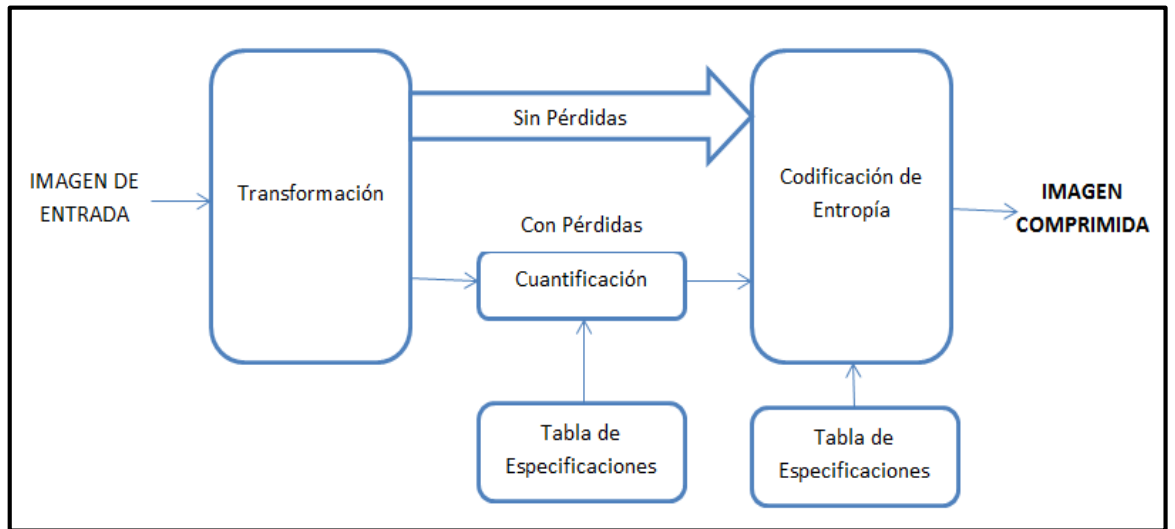 IMAGEN DE
ENTRADA
Transformación
Sin Pérdidas
Con Pérdidas
Cuantificación
Tabla de
Especificaciones
Codificación de
Entropía
Tabla de
Especificaciones
IMAGEN
COMPRIMIDA